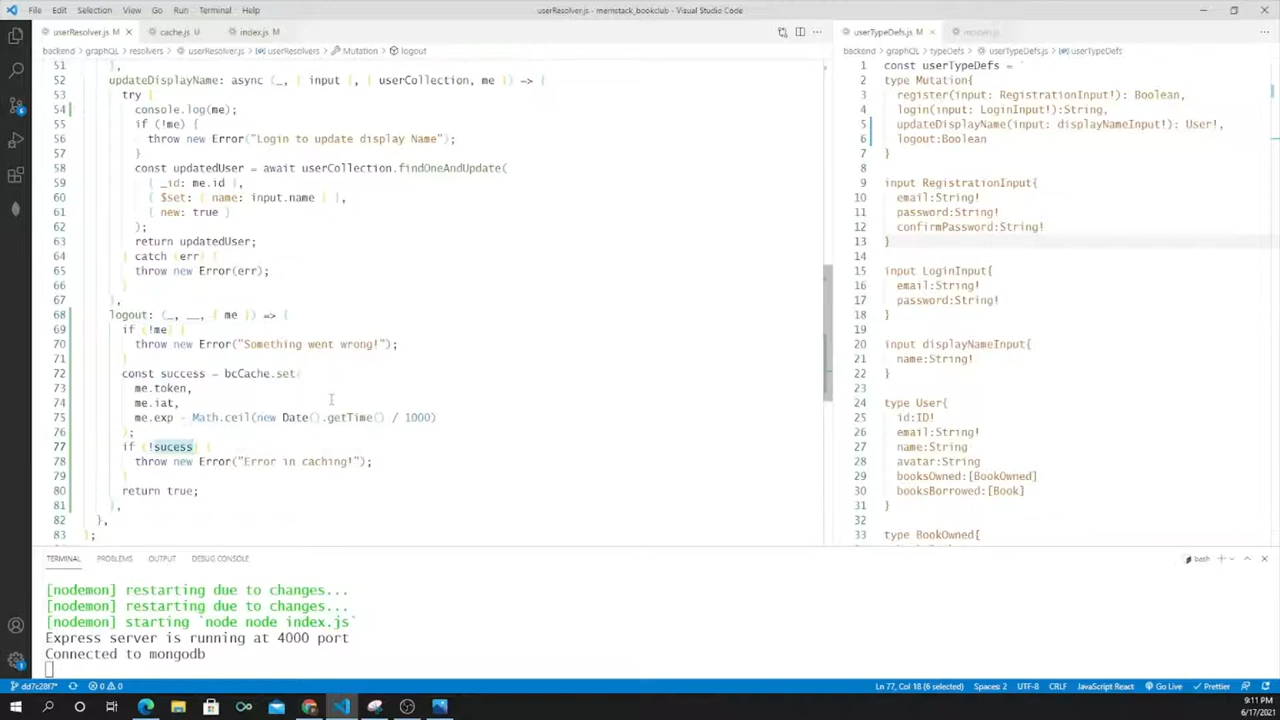 File Edit Selection View Go Run Terminal Help
userResolver.js - memstack_bookclub - Visual Studio Code
userResolver.js M
cache.js U
index.js M
backend > graphQL > resolvers > userResolver.js > userResolvers > Mutation > logout
51 },
52 updateDisplayName: async (_, { input }, { userCollection, me }) => {
53 try {
54 console.log(me);
55 if (!me) {
56 throw new Error("Login to update display Name");
57 }
58 const updatedUser = await userCollection.findOneAndUpdate(
59 { _id: me.id },
60 { $set: { name: input.name } },
61 { new: true }
62 );
63 return updatedUser;
64 } catch (err) {
65 throw new Error(err);
66 }
67 },
68 logout: (_, __, { me }) => {
69 if (!me) {
70 throw new Error("Something went wrong!");
71 }
72 const success = bcCache.set(
73 me.token,
74 me.iat,
75 me.exp - Math.ceil(new Date().getTime() / 1000)
76 );
77 if (!sucess) {
78 throw new Error("Error in caching!");
79 }
80 return true;
81 },
82 },
83 };
userTypeDefs.js M
backend > graphQL > typeDefs > userTypeDefs.js > userTypeDefs
1 const userTypeDefs = `
2 type Mutation{
3 register(input: RegistrationInput!): Boolean,
4 login(input: LoginInput!):String,
5 updateDisplayName(input: displayNameInput!): User!,
6 logout:Boolean
7 }
8
9 input RegistrationInput{
10 email:String!
11 password:String!
12 confirmPassword:String!
13 }
14
15 input LoginInput{
16 email:String!
17 password:String!
18 }
19
20 input displayNameInput{
21 name:String!
22 }
23
24 type User{
25 id:ID!
26 email:String!
27 name:String
28 avatar:String
29 booksOwned:[BookOwned]
30 booksBorrowed:[Book]
31 }
32
33 type BookOwned{
TERMINAL PROBLEMS OUTPUT DEBUG CONSOLE
bash
[nodemon] restarting due to changes...
[nodemon] restarting due to changes...
[nodemon] starting `node node index.js`
Express server is running at 4000 port
Connected to mongodb
dd7c28f7* 0 0
Ln 77, Col 18 (6 selected) Spaces: 2 UTF-8 CRLF JavaScript React Go Live Prettier
9:11 PM
6/17/2021